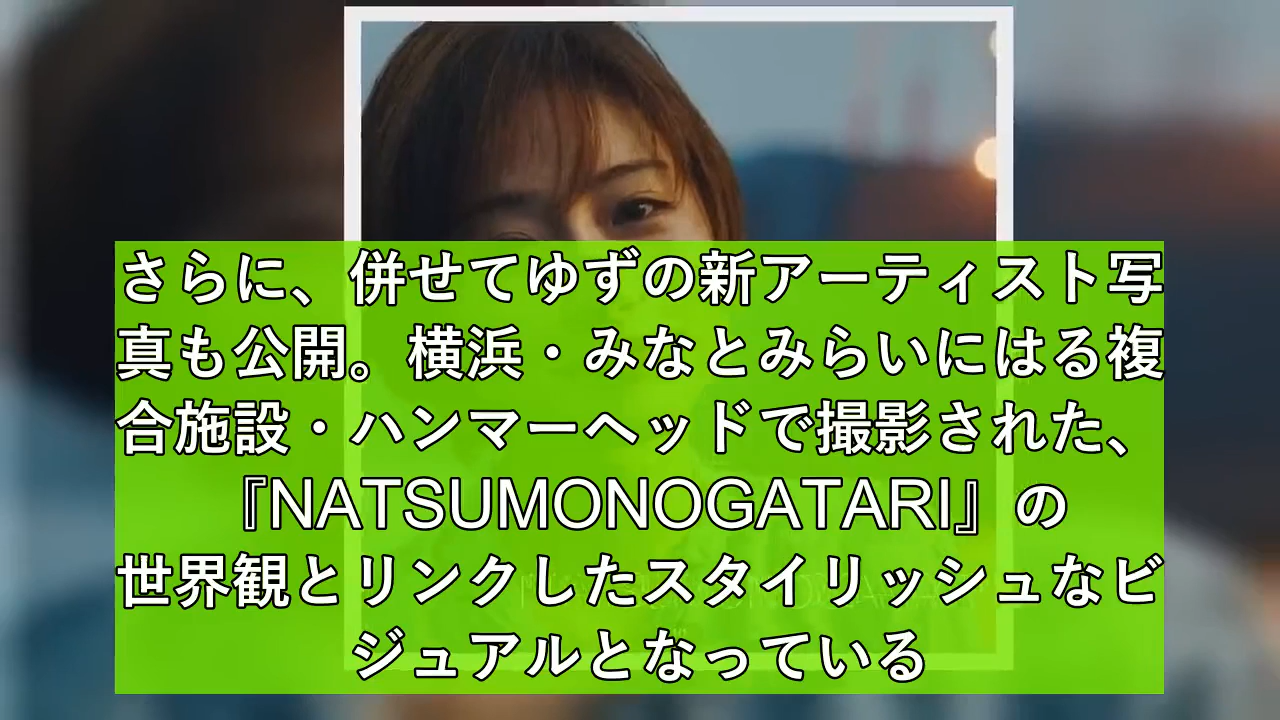 さらに、併せてゆずの新アーティスト写
真も公開。横浜・みなとみらいにはる複
合施設・ハンマーヘッドで撮影された、
『NATSUMONOGATARI』の
世界観とリンクしたスタイリッシュなビ
ジュアルとなっている